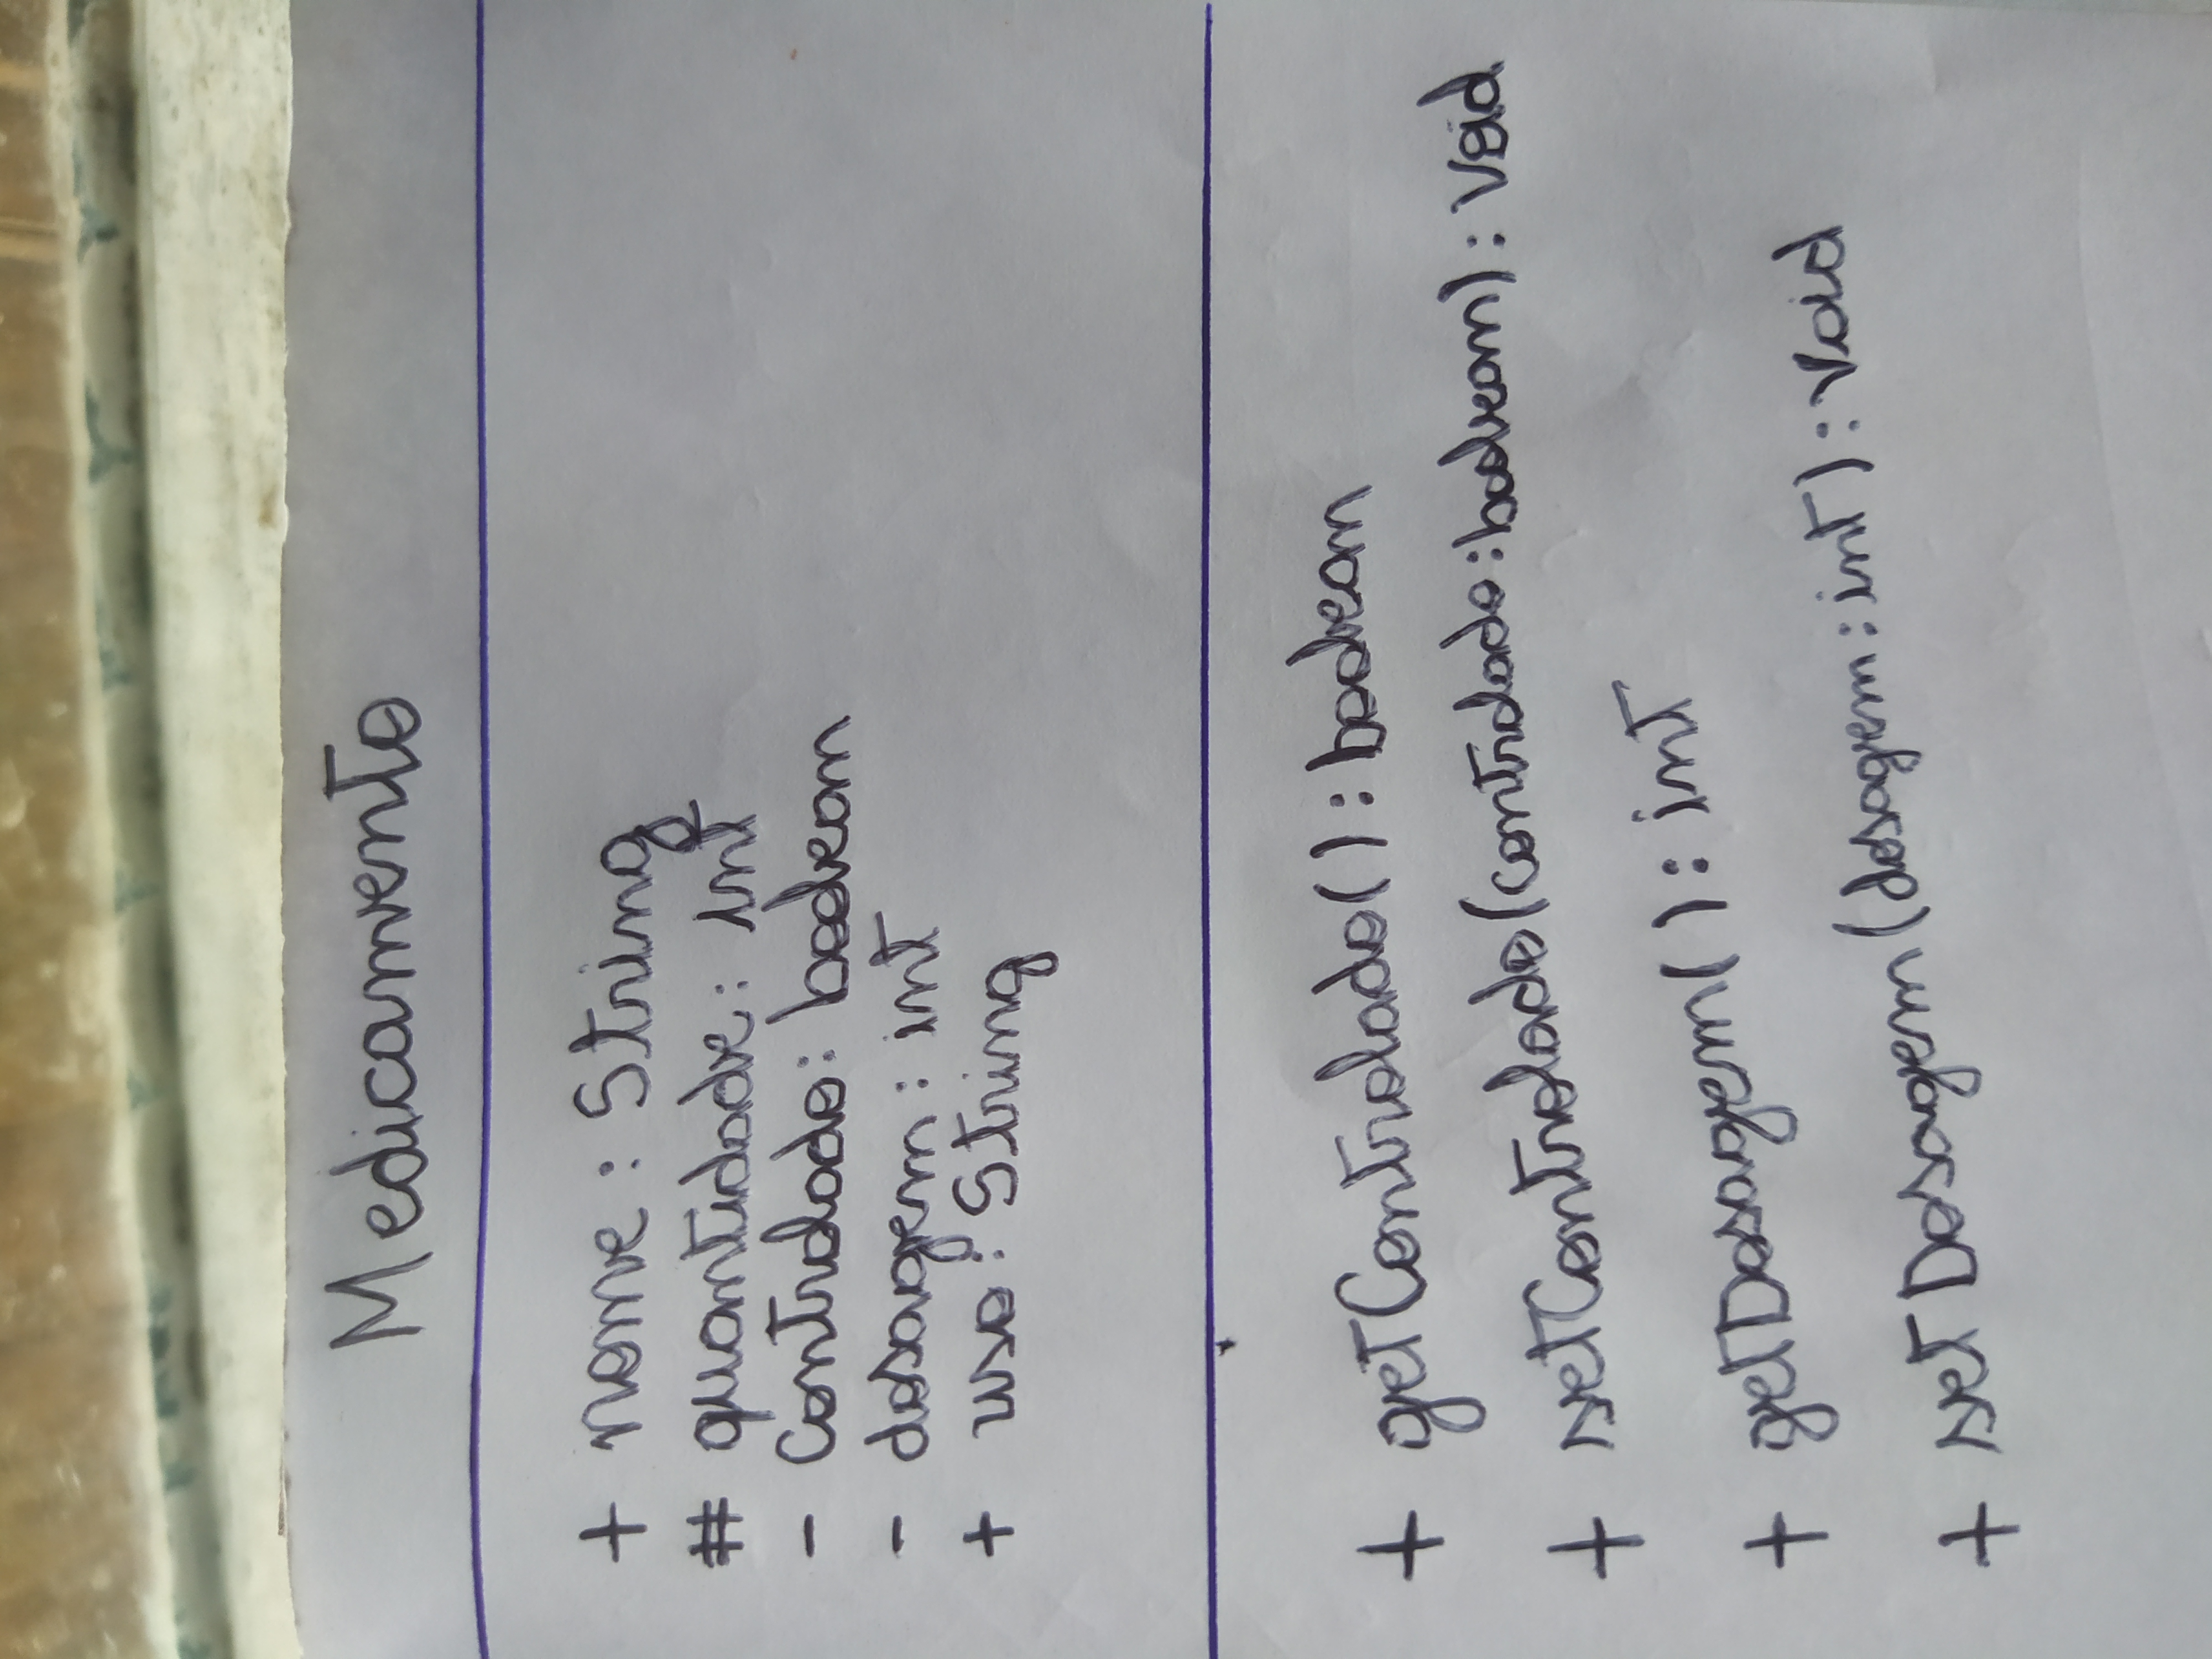 Medicamento
+ nome : String
# quantidade : int
- Controlado : boolean
- dosagem : int
+ uso : String
+ getControlado() : boolean
+ setControlado(controlado : boolean) : Void
+ getDosagem() : int
+ setDosagem(dosagem : int) : Void